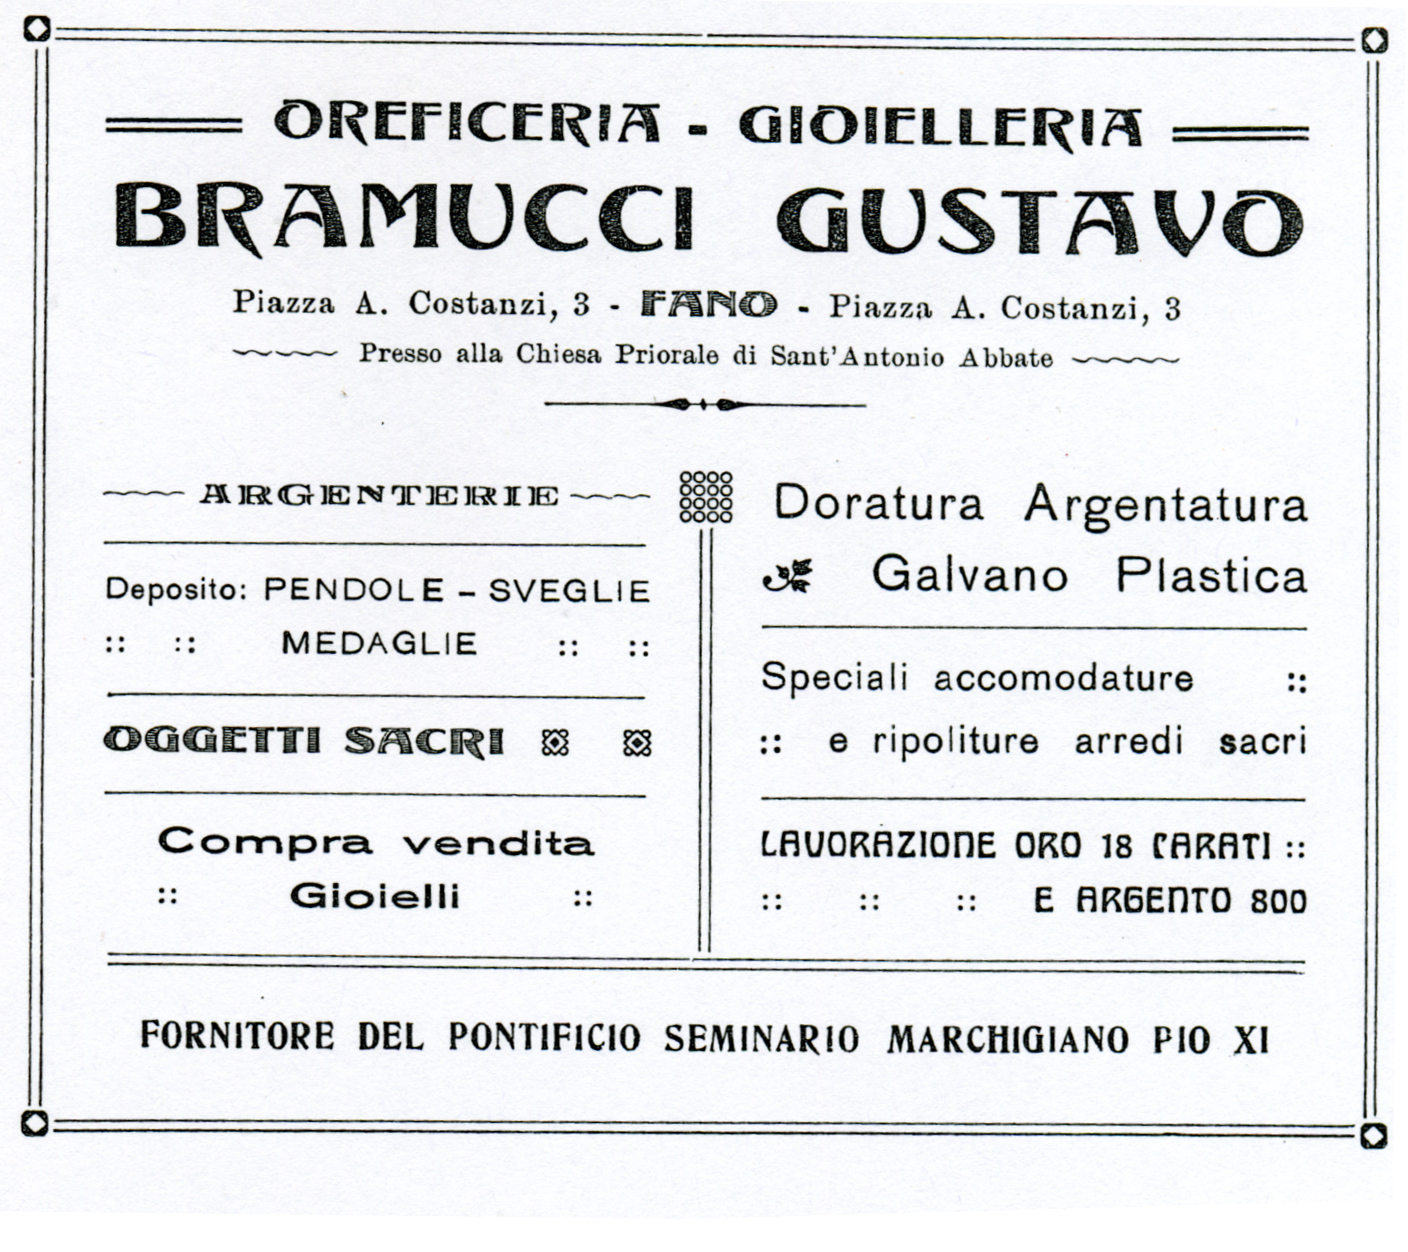 OREFICERIA - GIOIELLERIA
BRAMUCCI GUSTAVO
Piazza A. Costanzi, 3 - FANO - Piazza A. Costanzi, 3
Presso alla Chiesa Priorale di Sant'Antonio Abbate
ARGENTERIE
Deposito: PENDOLE - SVEGLIE
:: :: MEDAGLIE :: ::
OGGETTI SACRI
Compra vendita
:: Gioielli ::
Doratura Argentatura
Galvano Plastica
Speciali accomodature ::
:: e ripoliture arredi sacri
LAVORAZIONE ORO 18 CARATI ::
:: :: :: E ARGENTO 800
FORNITORE DEL PONTIFICIO SEMINARIO MARCHIGIANO PIO XI